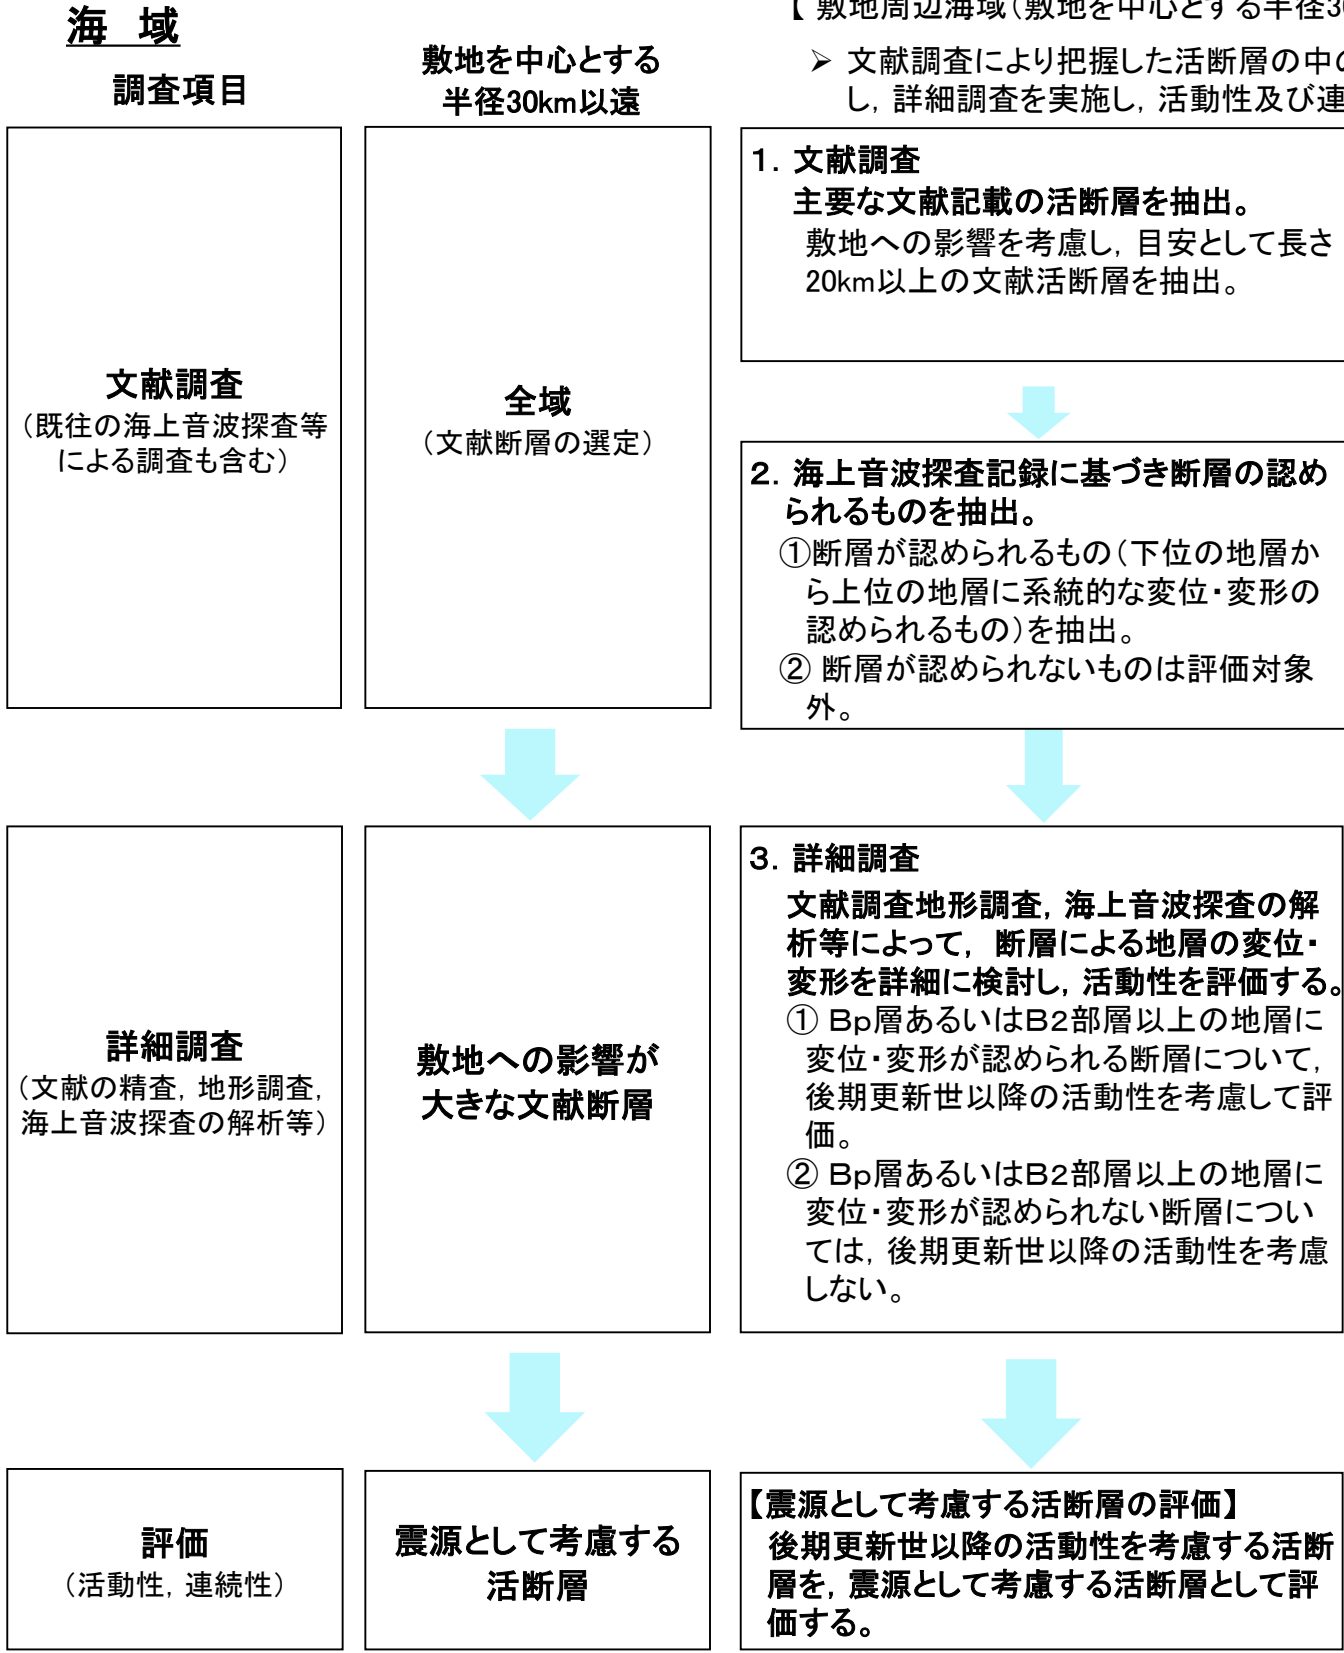 海 域
調査項目
敷地を中心とする
半径30km以遠
【 敷地周辺海域（敷地を中心とする半径
➢ 文献調査により把握した活断層の中
し，詳細調査を実施し，活動性及び連
文献調査
（既往の海上音波探査等
による調査も含む）
全域
（文献断層の選定）
１．文献調査
主要な文献記載の活断層を抽出。
敷地への影響を考慮し，目安として長さ
20km以上の文献活断層を抽出。
２．海上音波探査記録に基づき断層の認め
られるものを抽出。
①断層が認められるもの（下位の地層か
ら上位の地層に系統的な変位・変形の
認められるもの）を抽出。
② 断層が認められないものは評価対象
外。
詳細調査
（文献の精査，地形調査，
海上音波探査の解析等）
敷地への影響が
大きな文献断層
３．詳細調査
文献調査地形調査，海上音波探査の解
析等によって， 断層による地層の変位・
変形を詳細に検討し，活動性を評価する。
① Ｂｐ層あるいはＢ２部層以上の地層に
変位・変形が認められる断層について，
後期更新世以降の活動性を考慮して評
価。
② Ｂｐ層あるいはＢ２部層以上の地層に
変位・変形が認められない断層につい
ては，後期更新世以降の活動性を考慮
しない。
評価
（活動性，連続性）
震源として考慮する
活断層
【震源として考慮する活断層の評価】
後期更新世以降の活動性を考慮する活断
層を，震源として考慮する活断層として評
価する。